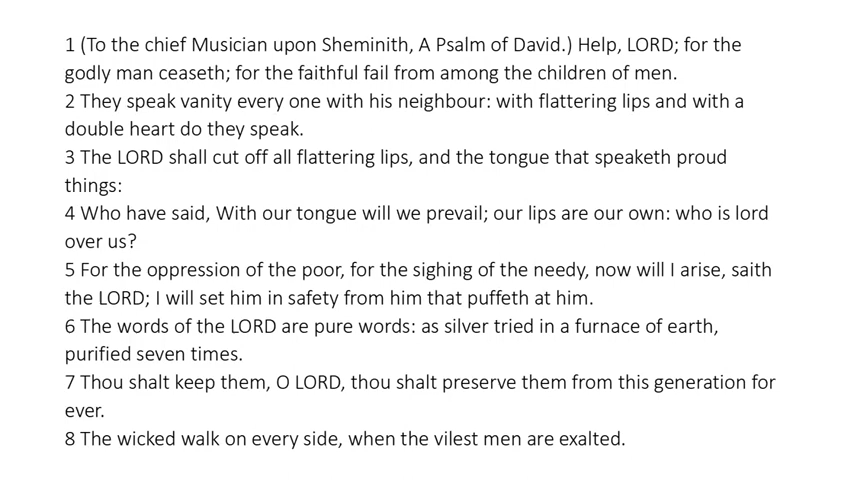 1 (To the chief Musician upon Sheminith, A Psalm of David.) Help, LORD; for the
godly man ceaseth; for the faithful fail from among the children of men.
2 They speak vanity every one with his neighbour: with flattering lips and with a
double heart do they speak.
3 The LORD shall cut off all flattering lips, and the tongue that speaketh proud
things:
4 Who have said, With our tongue will we prevail; our lips are our own: who is lord
over us?
5 For the oppression of the poor, for the sighing of the needy, now will I arise, saith
the LORD; I will set him in safety from him that puffeth at him.
6 The words of the LORD are pure words: as silver tried in a furnace of earth,
purified seven times.
7 Thou shalt keep them, O LORD, thou shalt preserve them from this generation for
ever.
8 The wicked walk on every side, when the vilest men are exalted.